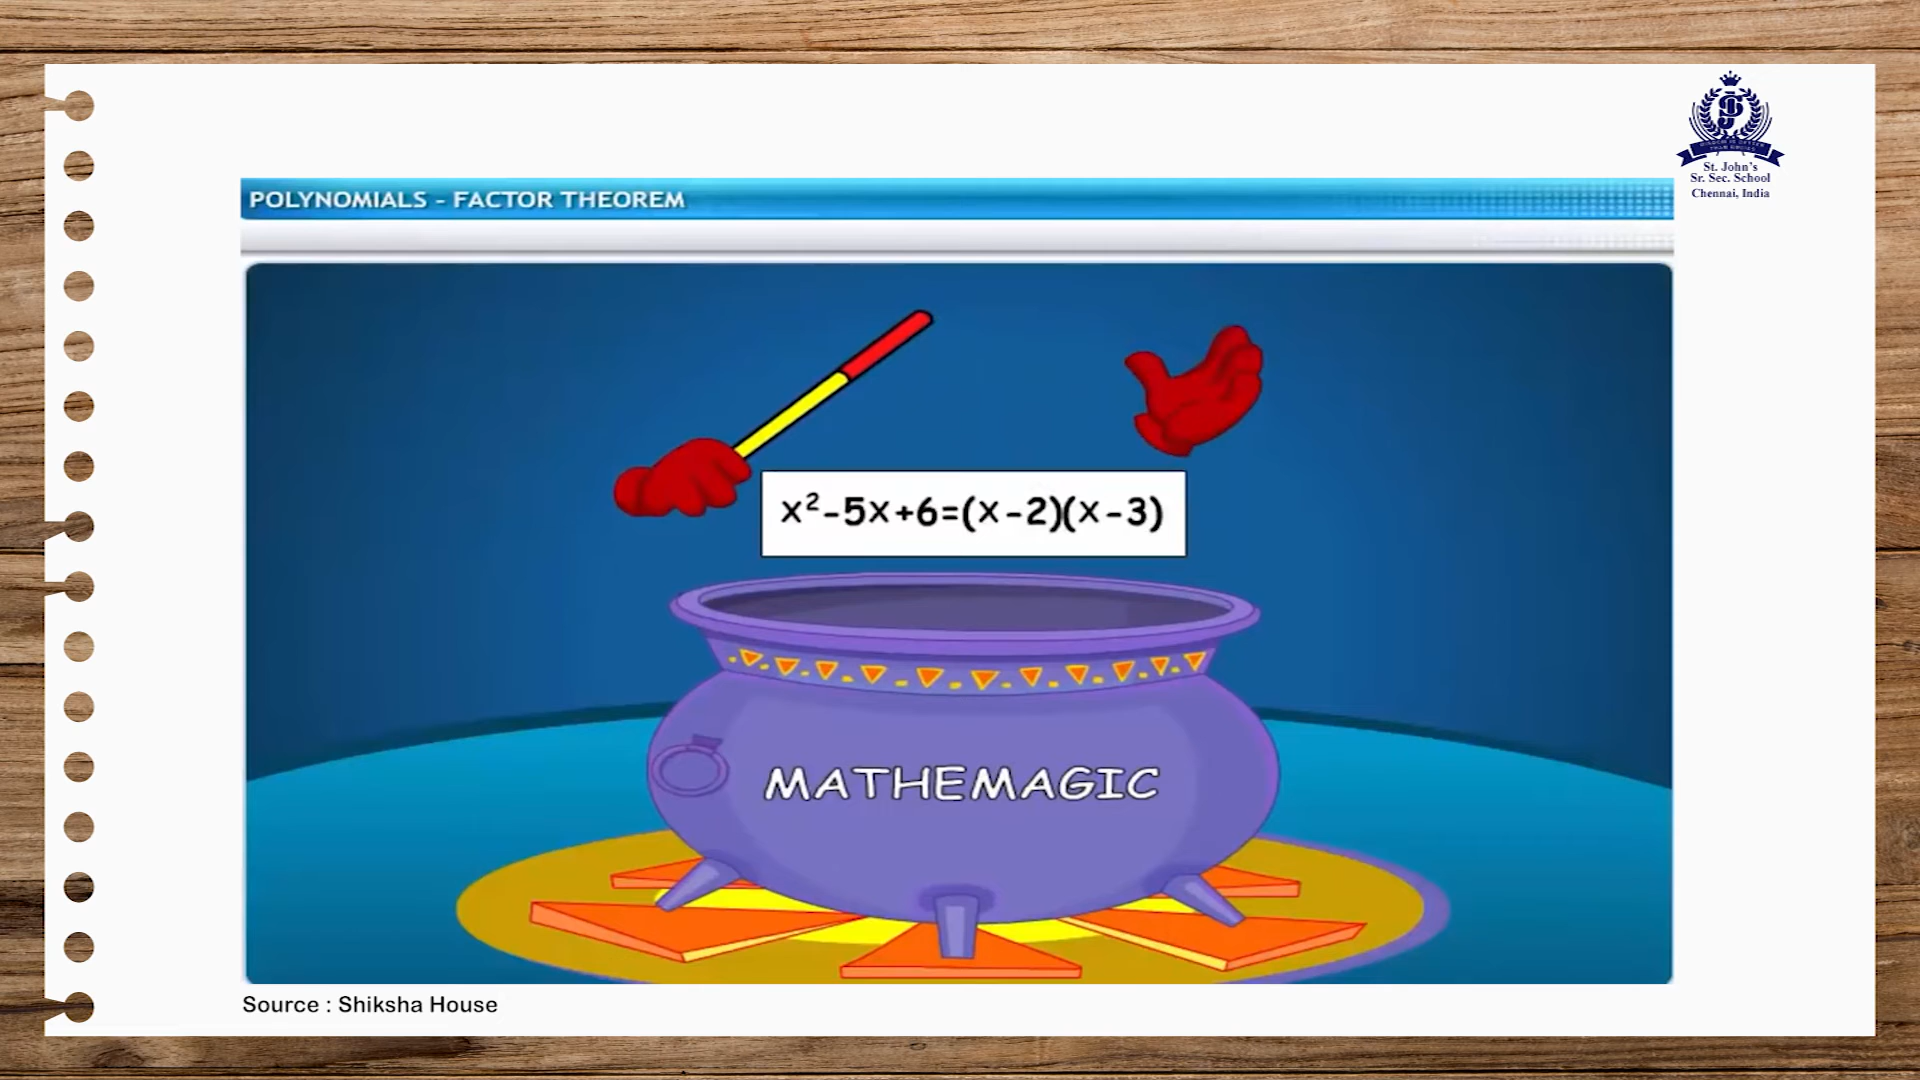 St. John's
Sr. Sec. School
Chennai, India
POLYNOMIALS - FACTOR THEOREM
x²-5x+6=(x-2)(x-3)
MATHEMAGIC
Source : Shiksha House